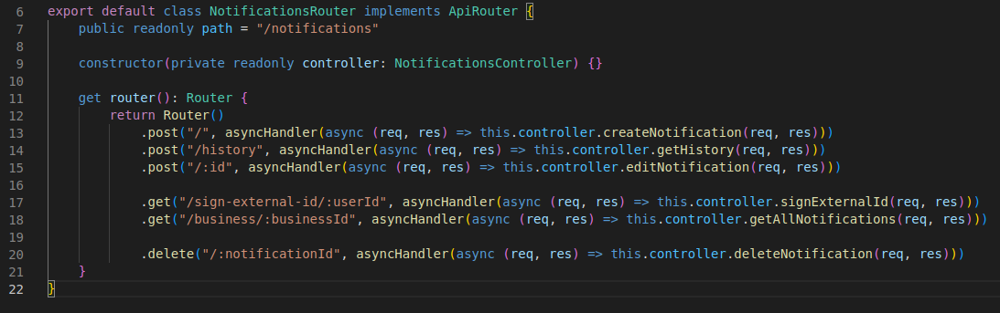 6 export default class NotificationsRouter implements ApiRouter {
7     public readonly path = "/notifications"
8
9     constructor(private readonly controller: NotificationsController) {}
10
11     get router(): Router {
12         return Router()
13             .post("/", asyncHandler(async (req, res) => this.controller.createNotification(req, res)))
14             .post("/history", asyncHandler(async (req, res) => this.controller.getHistory(req, res)))
15             .post("/:id", asyncHandler(async (req, res) => this.controller.editNotification(req, res)))
16
17             .get("/sign-external-id/:userId", asyncHandler(async (req, res) => this.controller.signExternalId(req, res)))
18             .get("/business/:businessId", asyncHandler(async (req, res) => this.controller.getAllNotifications(req, res)))
19
20             .delete("/:notificationId", asyncHandler(async (req, res) => this.controller.deleteNotification(req, res)))
21     }
22 }